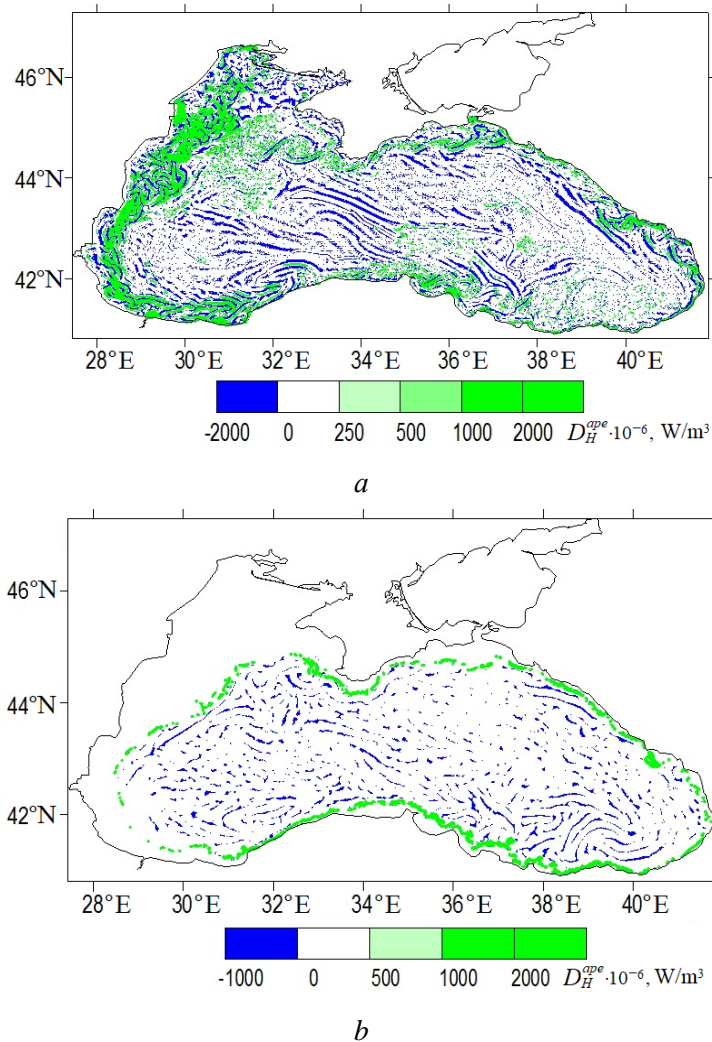 46°N
44°N
42°N
28°E 30°E 32°E 34°E 36°E 38°E 40°E
-2000 0 250 500 1000 2000 D_H^ape·10⁻⁶, W/m³
a
46°N
44°N
42°N
28°E 30°E 32°E 34°E 36°E 38°E 40°E
-1000 0 500 1000 2000 D_H^ape·10⁻⁶, W/m³
b